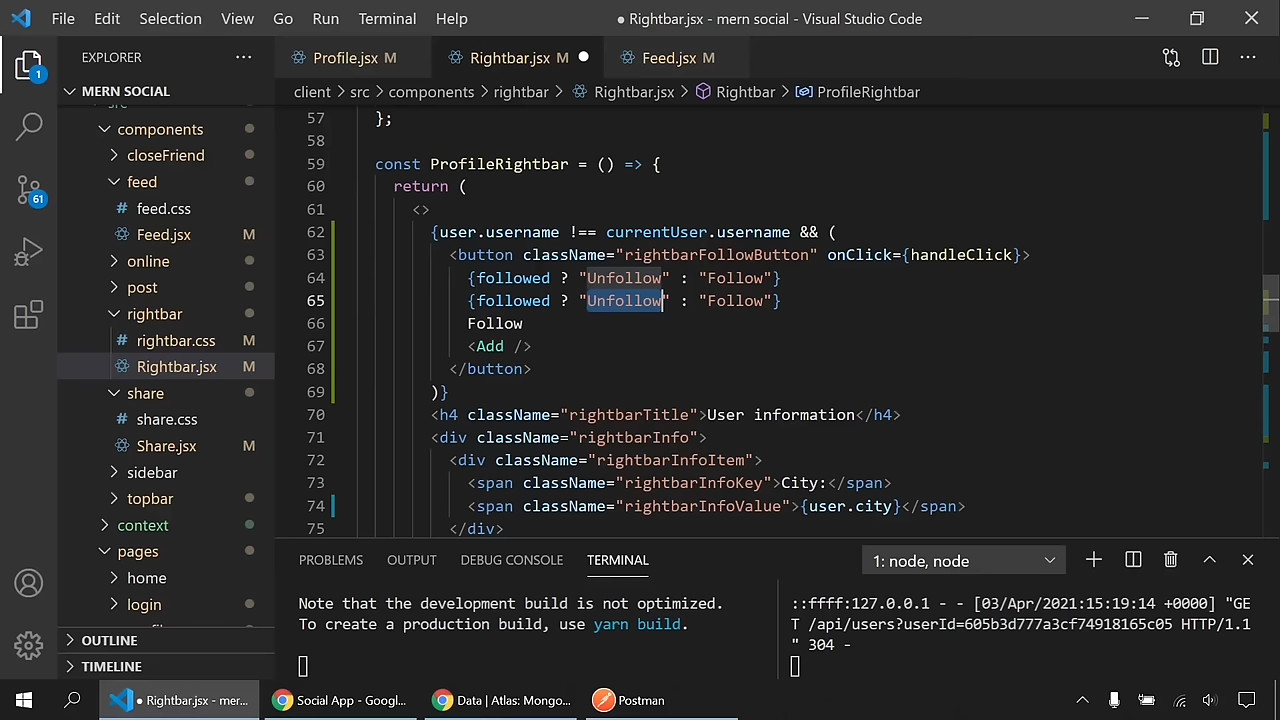 File Edit Selection View Go Run Terminal Help
● Rightbar.jsx - mern social - Visual Studio Code
EXPLORER
Profile.jsx M
Rightbar.jsx M
Feed.jsx M
MERN SOCIAL
client > src > components > rightbar > Rightbar.jsx > Rightbar > ProfileRightbar
components
closeFriend
feed
# feed.css
Feed.jsx M
online
post
rightbar
# rightbar.css
Rightbar.jsx M
share
# share.css
Share.jsx M
sidebar
topbar
context
pages
home
login
OUTLINE
TIMELINE
1
61
57 };
58
59 const ProfileRightbar = () => {
60 return (
61 <>
62 {user.username !== currentUser.username && (
63 <button className="rightbarFollowButton" onClick={handleClick}>
64 {followed ? "Unfollow" : "Follow"}
65 {followed ? "Unfollow" : "Follow"}
66 Follow
67 <Add />
68 </button>
69 )}
70 <h4 className="rightbarTitle">User information</h4>
71 <div className="rightbarInfo">
72 <div className="rightbarInfoItem">
73 <span className="rightbarInfoKey">City:</span>
74 <span className="rightbarInfoValue">{user.city}</span>
75 </div>
PROBLEMS OUTPUT DEBUG CONSOLE TERMINAL
1: node, node
Note that the development build is not optimized.
To create a production build, use yarn build.
::ffff:127.0.0.1 - - [03/Apr/2021:15:19:14 +0000] "GE
T /api/users?userId=605b3d777a3cf74918165c05 HTTP/1.1
" 304 -
● Rightbar.jsx - mer...
Social App - Googl...
Data | Atlas: Mongo...
Postman